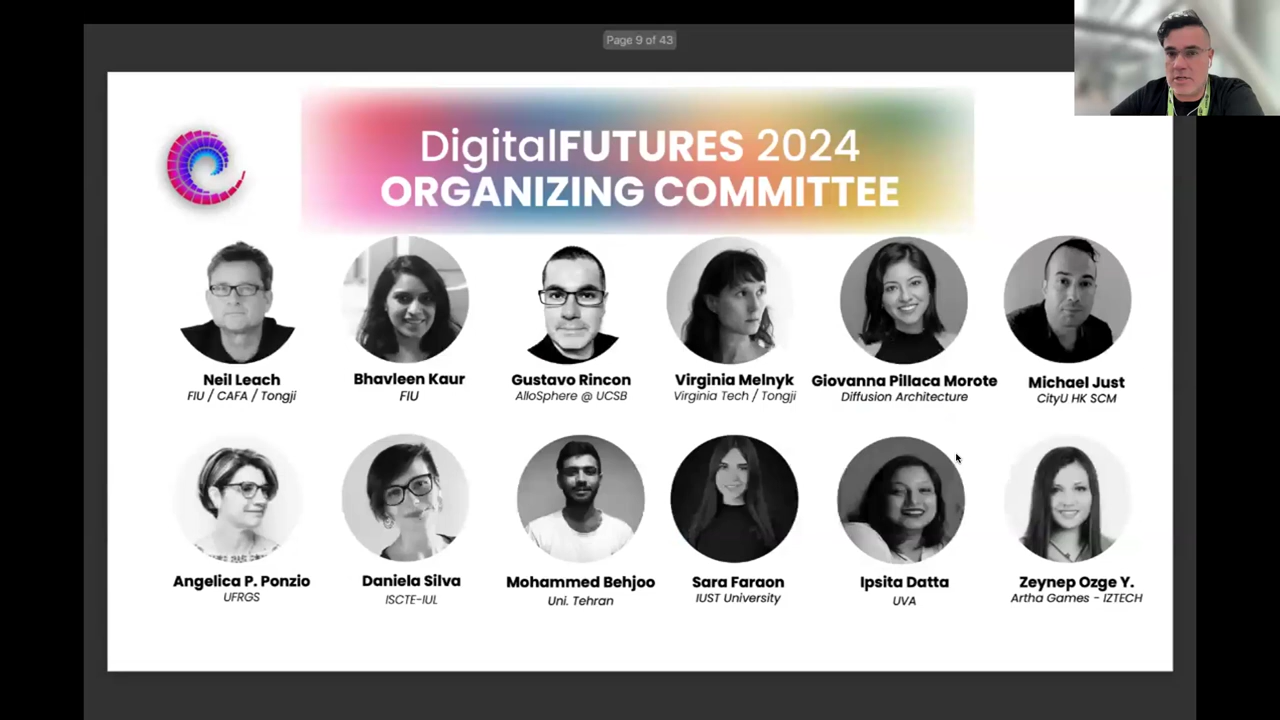 Page 9 of 43
DigitalFUTURES 2024
ORGANIZING COMMITTEE
Neil Leach
FIU / CAFA / Tongji
Bhavleen Kaur
FIU
Gustavo Rincon
AlloSphere @ UCSB
Virginia Melnyk
Virginia Tech / Tongji
Giovanna Pillaca Morote
Diffusion Architecture
Michael Just
CityU HK SCM
Angelica P. Ponzio
UFRGS
Daniela Silva
ISCTE-IUL
Mohammed Behjoo
Uni. Tehran
Sara Faraon
IUST University
Ipsita Datta
UVA
Zeynep Ozge Y.
Artha Games - IZTECH